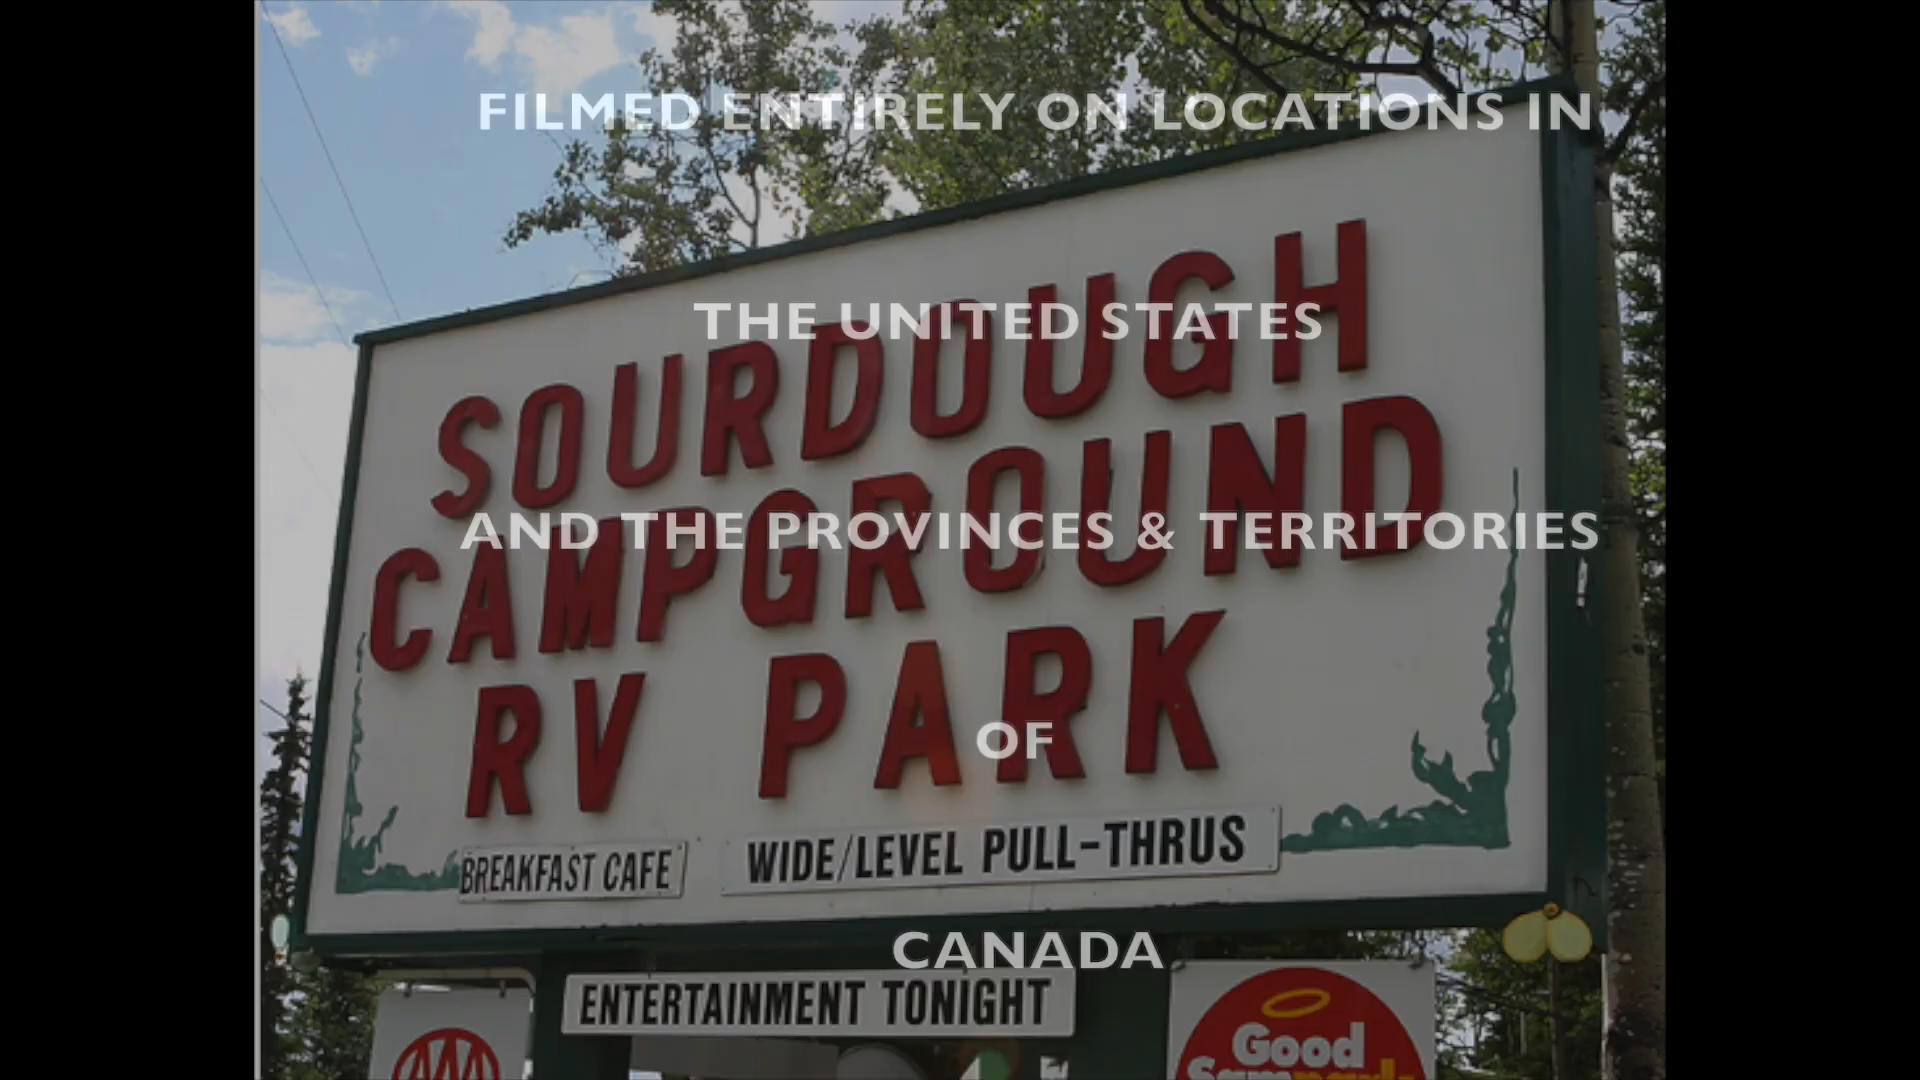 FILMED ENTIRELY ON LOCATIONS IN
THE UNITED STATES
AND THE PROVINCES & TERRITORIES
OF
CANADA
SOURDOUGH
CAMPGROUND
RV PARK
BREAKFAST CAFE
WIDE/LEVEL PULL-THRUS
ENTERTAINMENT TONIGHT
Good